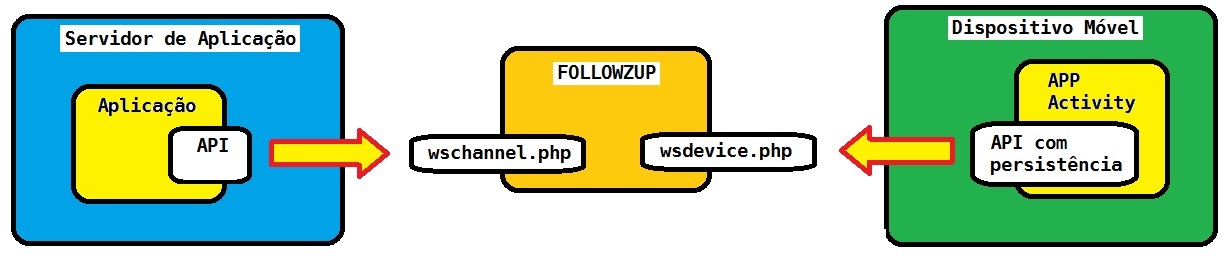 Servidor de Aplicação
Aplicação
API
FOLLOWZUP
wschannel.php
wsdevice.php
Dispositivo Móvel
APP
Activity
API com
persistência